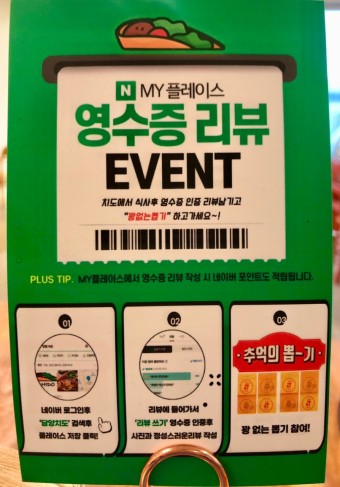 N MY플레이스
영수증 리뷰
EVENT
치도에서 식사후 영수증 인증 리뷰남기고
"꽝없는뽑기" 하고가세요~!
PLUS TIP. MY플레이스에서 영수증 리뷰 작성 시 네이버 포인트도 적립됩니다.
01
네이버 로그인후
'담양치도' 검색후
플레이스 저장 클릭!
02
리뷰에 들어가서
'리뷰 쓰기' 영수증 인증후
사진과 정성스러운리뷰 작성
03
추억의 뽑-기
꽝 없는 뽑기 참여!